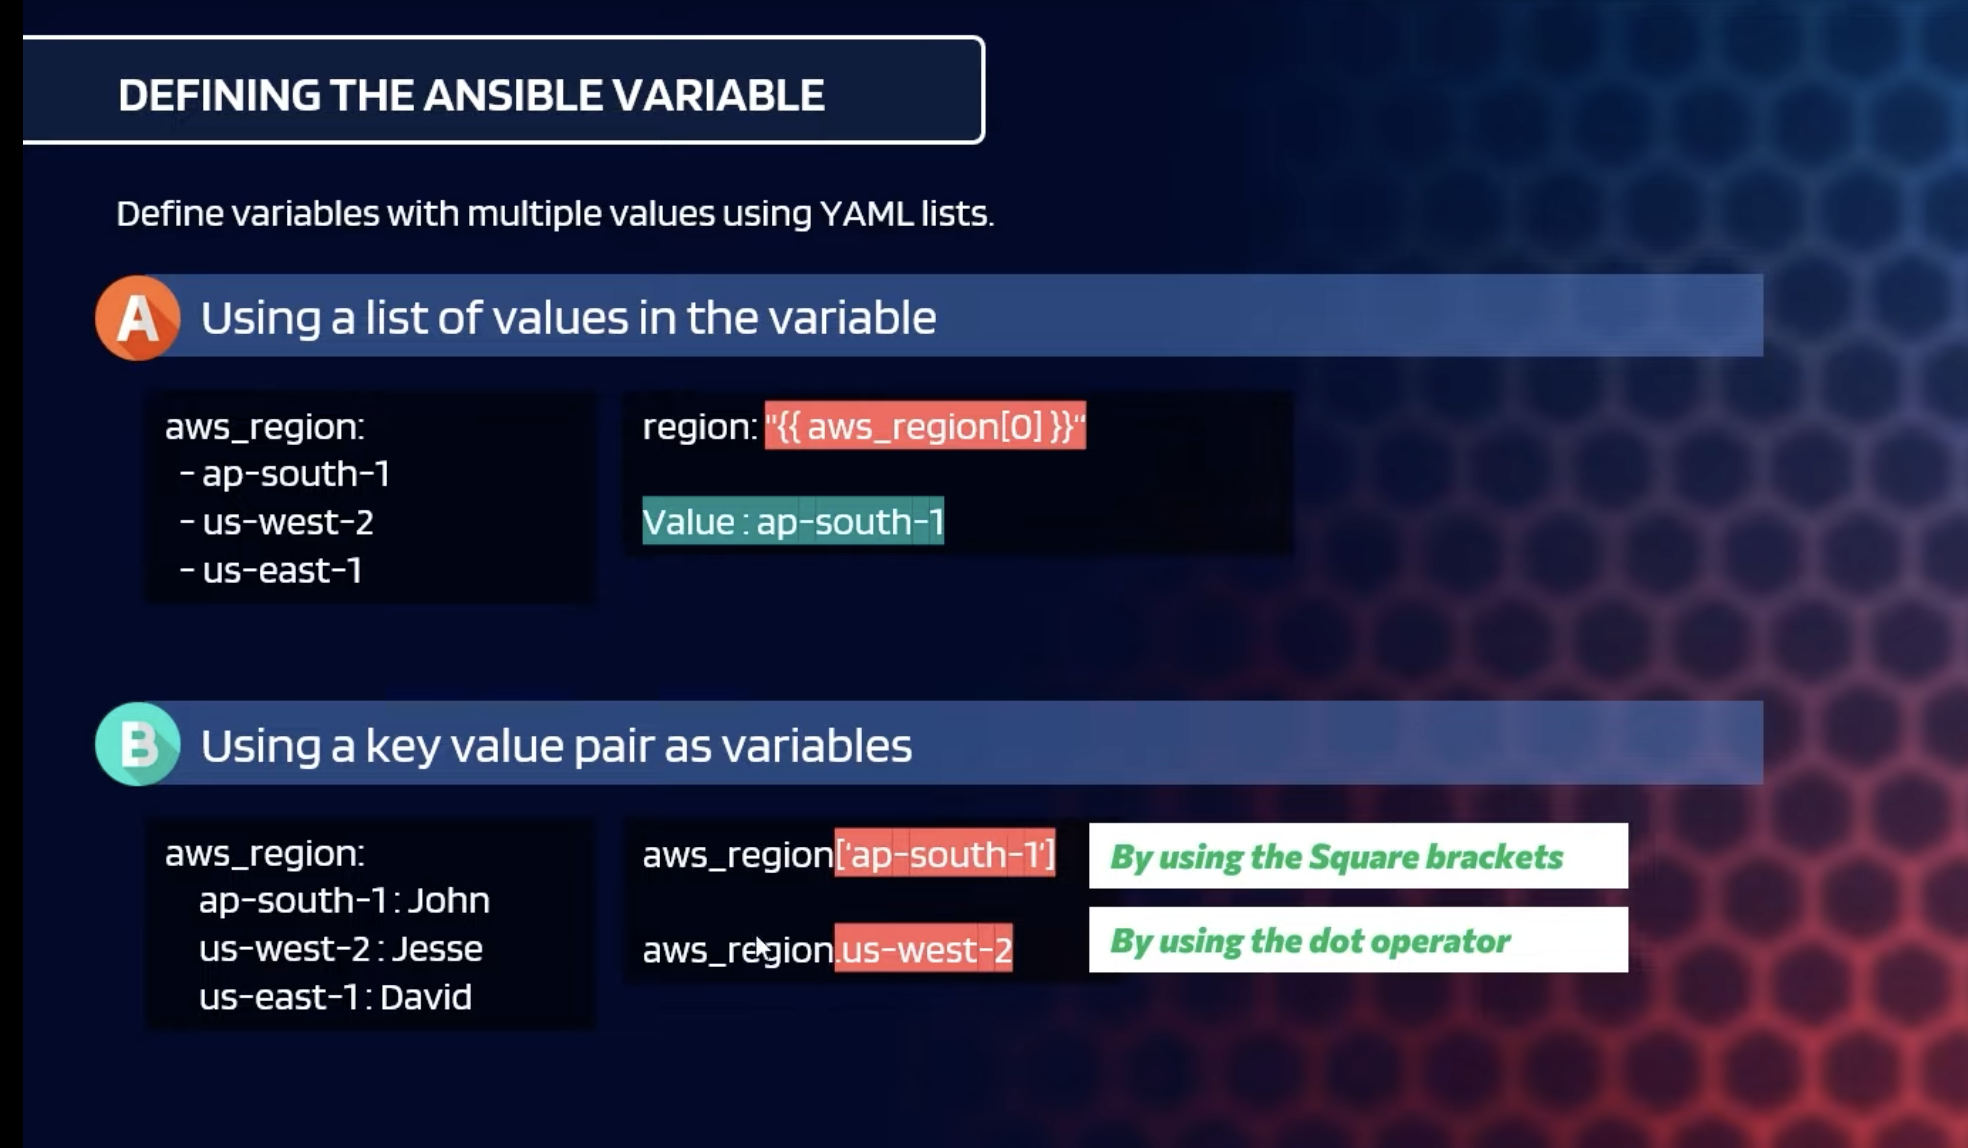 DEFINING THE ANSIBLE VARIABLE
Define variables with multiple values using YAML lists.
A Using a list of values in the variable
aws_region:
- ap-south-1
- us-west-2
- us-east-1
region: "{{ aws_region[0] }}"
Value : ap-south-1
B Using a key value pair as variables
aws_region:
ap-south-1 : John
us-west-2 : Jesse
us-east-1 : David
aws_region['ap-south-1']
By using the Square brackets
aws_region.us-west-2
By using the dot operator